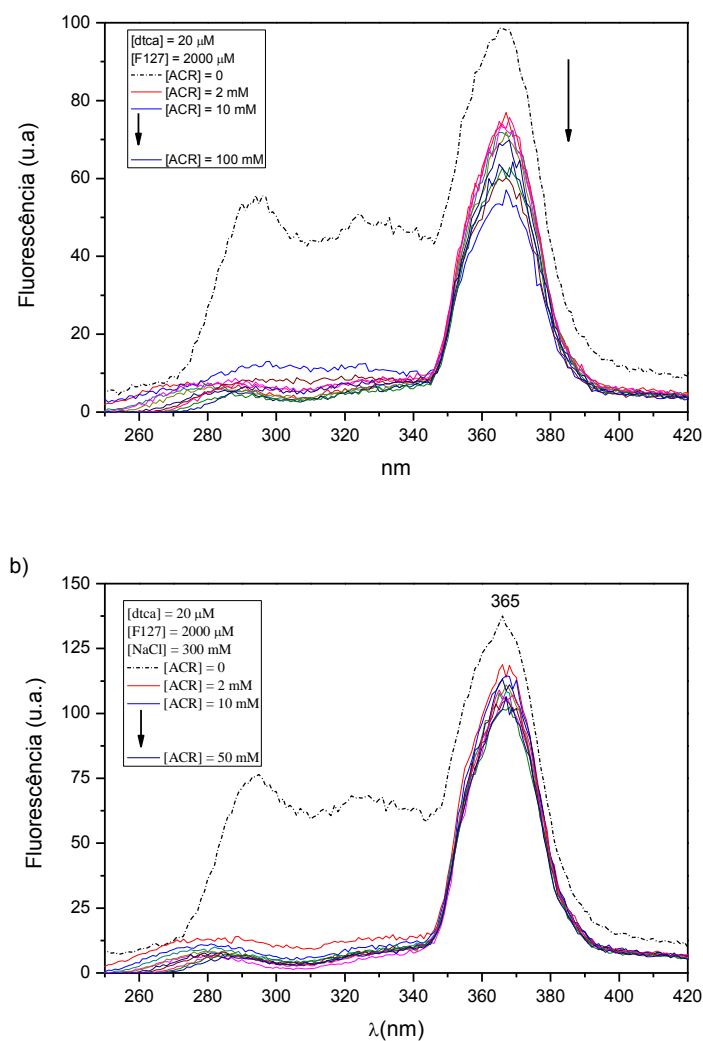 100
80
60
40
20
0
Fluorescência (u.a)
[dtca] = 20 μM
[F127] = 2000 μM
[ACR] = 0
[ACR] = 2 mM
[ACR] = 10 mM
[ACR] = 100 mM
260 280 300 320 340 360 380 400 420
nm
b)
150
125
100
75
50
25
0
Fluorescência (u.a.)
[dtca] = 20 μM
[F127] = 2000 μM
[NaCl] = 300 mM
[ACR] = 0
[ACR] = 2 mM
[ACR] = 10 mM
[ACR] = 50 mM
365
260 280 300 320 340 360 380 400 420
λ(nm)